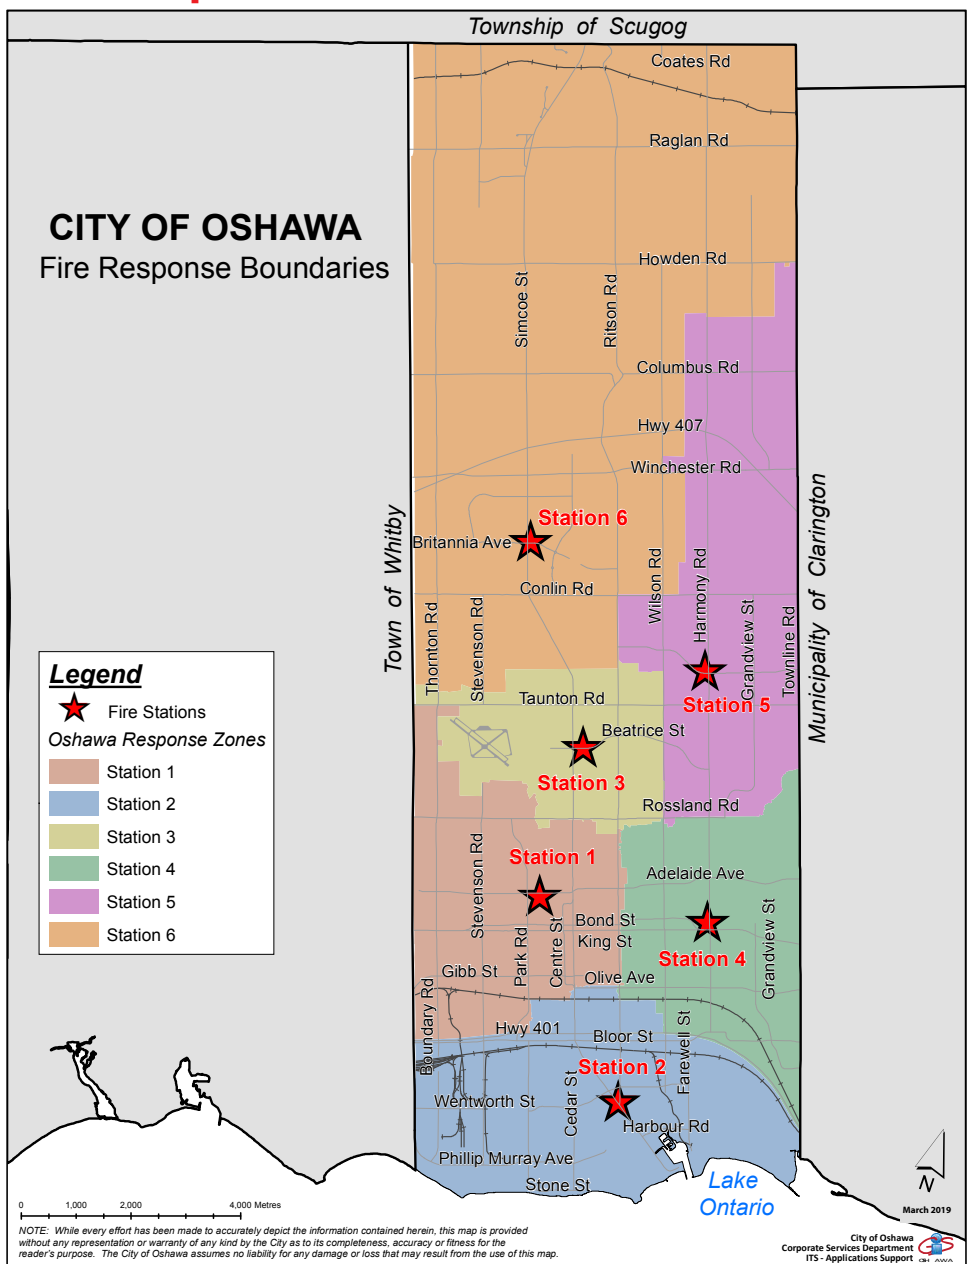 Township of Scugog
Coates Rd
Raglan Rd
CITY OF OSHAWA
Fire Response Boundaries
Howden Rd
Simcoe St
Ritson Rd
Columbus Rd
Hwy 407
Winchester Rd
Town of Whitby
Municipality of Clarington
Station 6
Britannia Ave
Conlin Rd
Wilson Rd
Harmony Rd
Grandview St
Townline Rd
Thornton Rd
Stevenson Rd
Station 5
Taunton Rd
Beatrice St
Station 3
Rossland Rd
Legend
Fire Stations
Oshawa Response Zones
Station 1
Station 2
Station 3
Station 4
Station 5
Station 6
Station 1
Stevenson Rd
Adelaide Ave
Park Rd
Centre St
Bond St
King St
Station 4
Grandview St
Gibb St
Olive Ave
Boundary Rd
Hwy 401
Bloor St
Farewell St
Station 2
Cedar St
Wentworth St
Harbour Rd
Phillip Murray Ave
Stone St
Lake
Ontario
N
March 2019
0 1,000 2,000 4,000 Metres
NOTE: While every effort has been made to accurately depict the information contained herein, this map is provided
without any representation or warranty of any kind by the City as to its completeness, accuracy or fitness for the
reader's purpose. The City of Oshawa assumes no liability for any damage or loss that may result from the use of this map.
City of Oshawa
Corporate Services Department
ITS - Applications Support